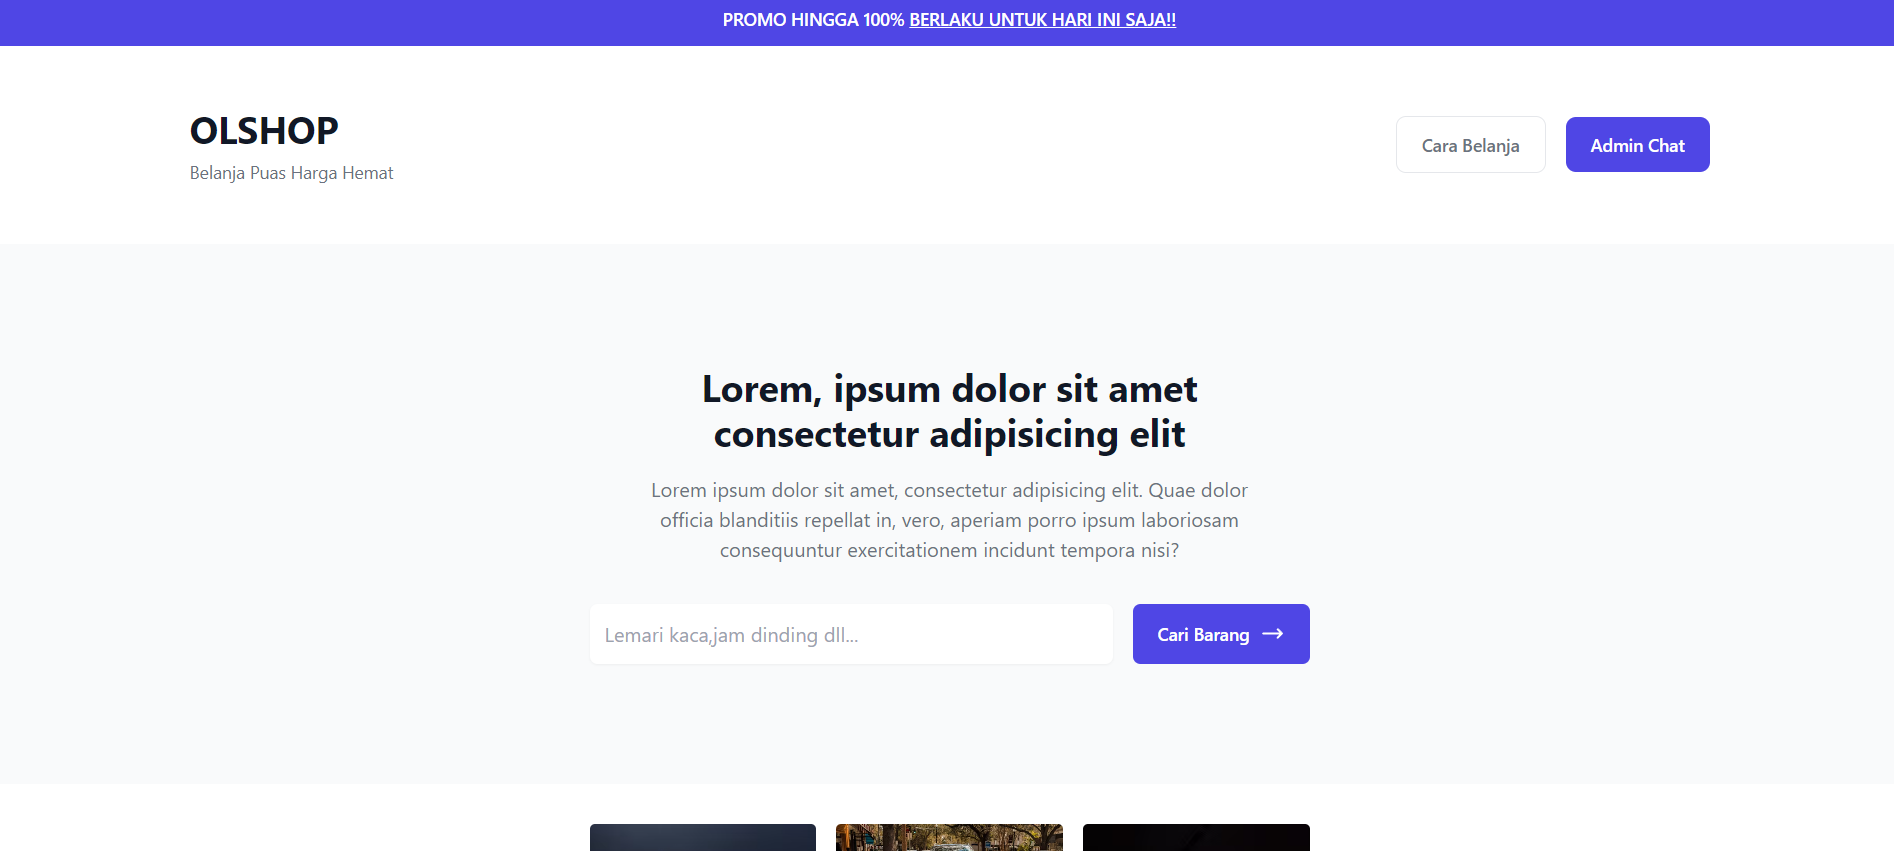 PROMO HINGGA 100% BERLAKU UNTUK HARI INI SAJA!!
OLSHOP
Belanja Puas Harga Hemat
Cara Belanja
Admin Chat
Lorem, ipsum dolor sit amet
consectetur adipisicing elit
Lorem ipsum dolor sit amet, consectetur adipisicing elit. Quae dolor
officia blanditiis repellat in, vero, aperiam porro ipsum laboriosam
consequuntur exercitationem incidunt tempora nisi?
Lemari kaca,jam dinding dll...
Cari Barang